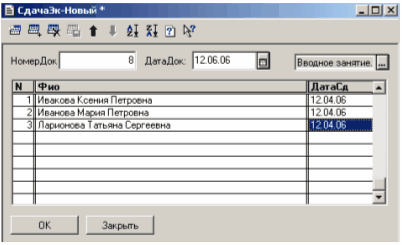 СдачаЭк-Новый *
НомерДок 8 ДатаДок: 12.06.06 Вводное занятие. ...
N Фио ДатаСд
1 Ивакова Ксения Петровна 12.04.06
2 Иванова Мария Петровна 12.04.06
3 Ларионова Татьяна Сергеевна 12.04.06
OK Закрыть